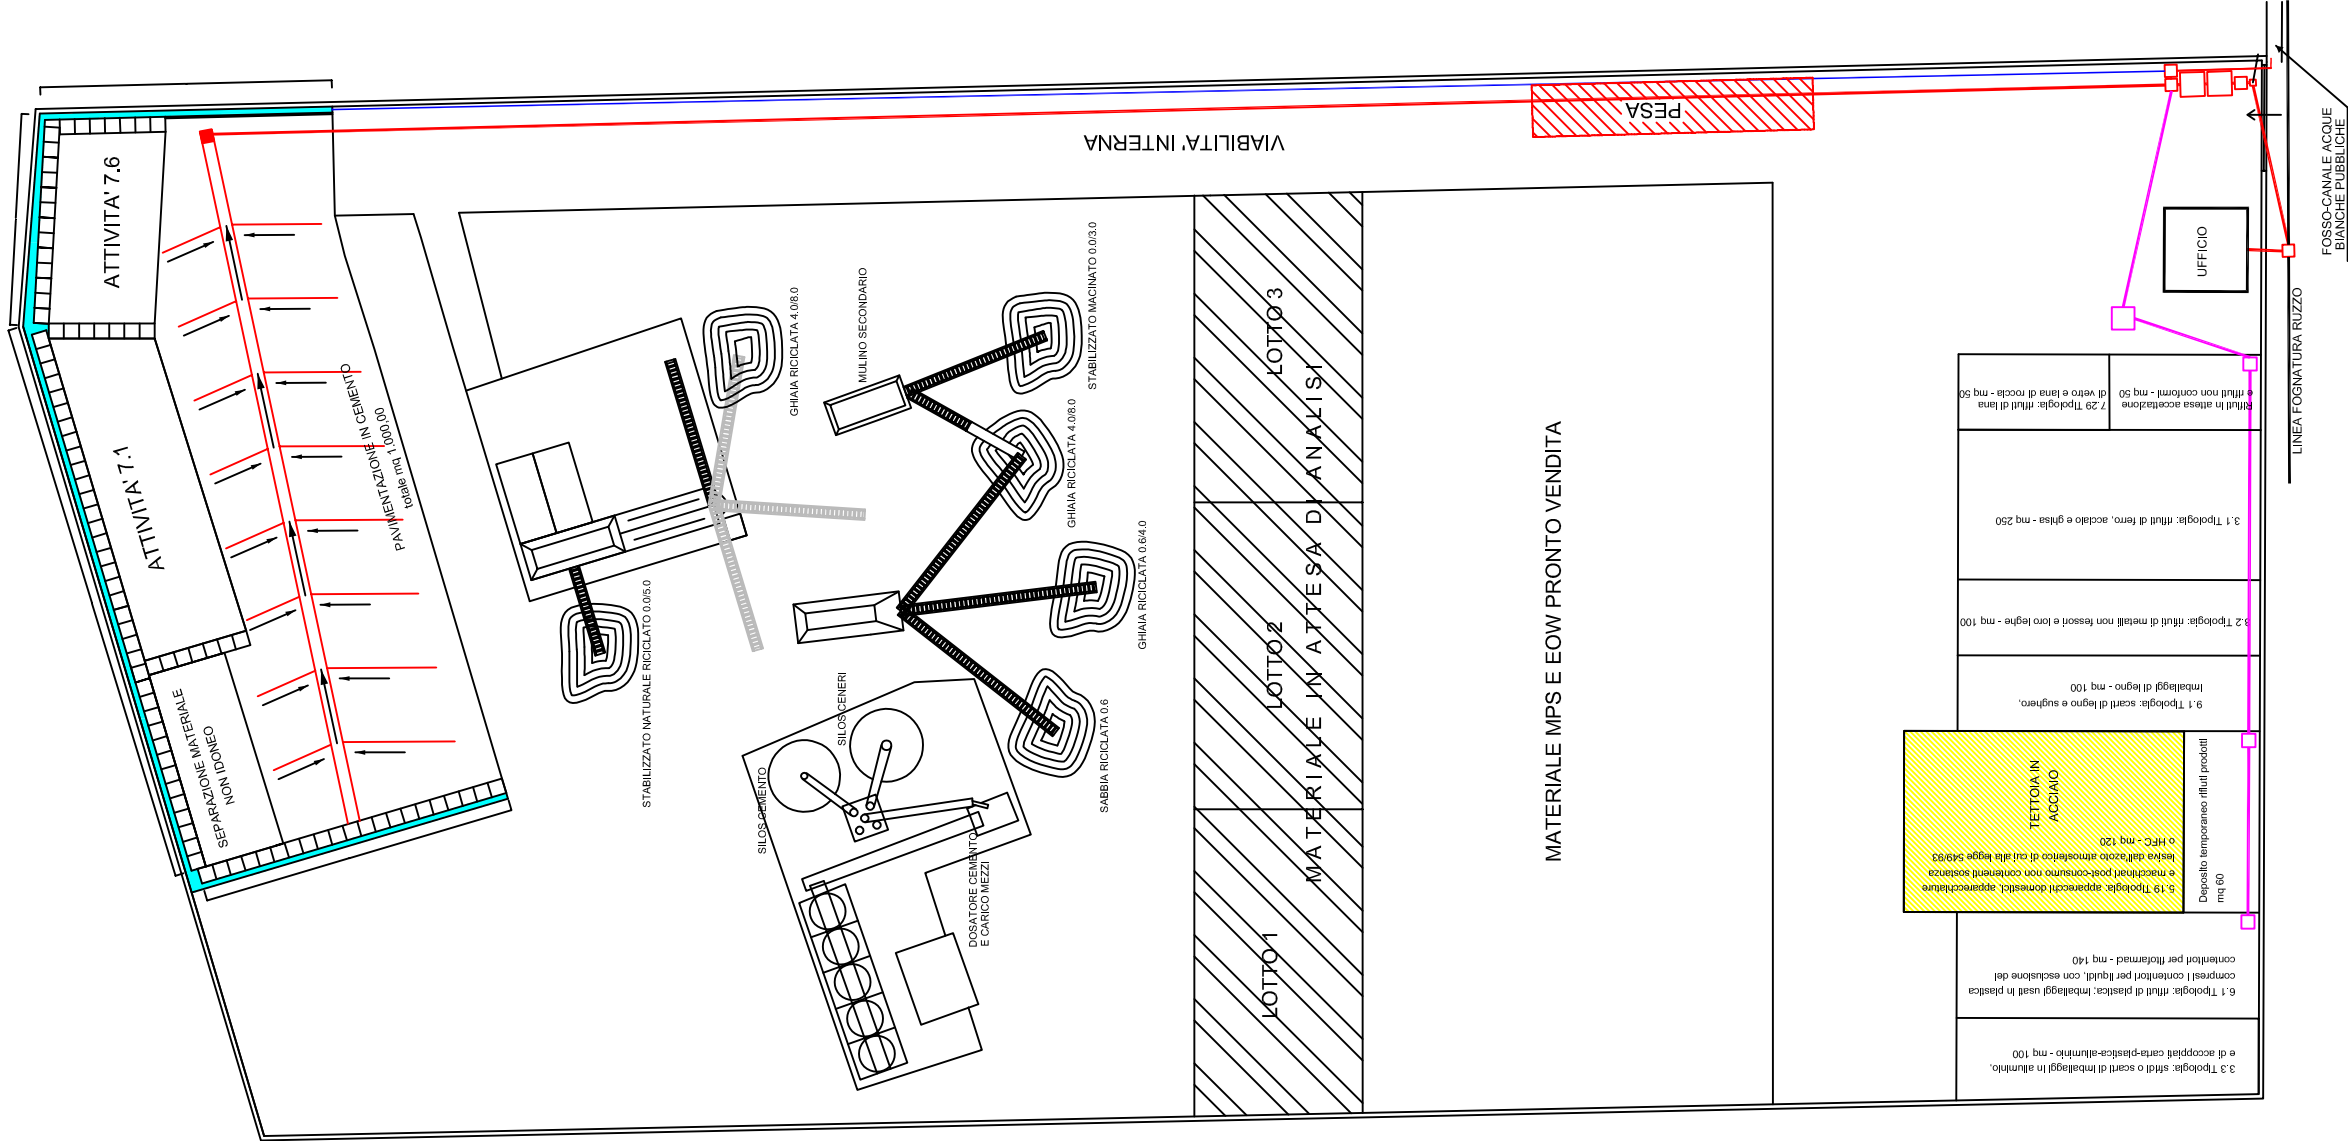 ATTIVITA' 7.6
ATTIVITA' 7.1
SEPARAZIONE MATERIALE
NON IDONEO
PAVIMENTAZIONE IN CEMENTO
totale mq 1.000,00
VIABILITA' INTERNA
PESA
STABILIZZATO NATURALE RICICLATO 0.0/5.0
GHIAIA RICICLATA 4.0/8.0
MULINO SECONDARIO
STABILIZZATO MACINATO 0.0/3.0
GHIAIA RICICLATA 4.0/8.0
GHIAIA RICICLATA 0.6/4.0
SABBIA RICICLATA 0.6
SILOS CENERI
SILOS CEMENTO
DOSATORE CEMENTO
E CARICO MEZZI
LOTTO 3
LOTTO 2
LOTTO 1
MATERIALE IN ATTESA DI ANALISI
MATERIALE MPS E EOW PRONTO VENDITA
UFFICIO
FOSSO-CANALE ACQUE
BIANCHE PUBBLICHE
LINEA FOGNATURA RUZZO
7.29 Tipologia: rifiuti di lana
di vetro e lana di roccia - mq 50
Rifiuti in attesa accettazione
e rifiuti non conformi - mq 50
3.1 Tipologia: rifiuti di ferro, acciaio e ghisa - mq 250
3.2 Tipologia: rifiuti di metalli non fessori e loro leghe - mq 100
9.1 Tipologia: scarti di legno e sughero,
imballaggi di legno - mq 100
TETTOIA IN
ACCIAIO
5.19 Tipologia: apparecchi domestici, apparecchiature
e macchinari post-consumo non contenenti sostanza
lesiva dall'azoto atmosferico di cui alla legge 549/93
o HFC - mq 120
Deposito temporaneo rifiuti prodotti
mq 60
6.1 Tipologia: rifiuti di plastica; imballaggi usati in plastica
compresi i contenitori per liquidi, con esclusione dei
contenitori per fitofarmaci - mq 140
3.3 Tipologia: sfridi o scarti di imballaggi in alluminio,
e di accoppiati carta-plastica-alluminio - mq 100